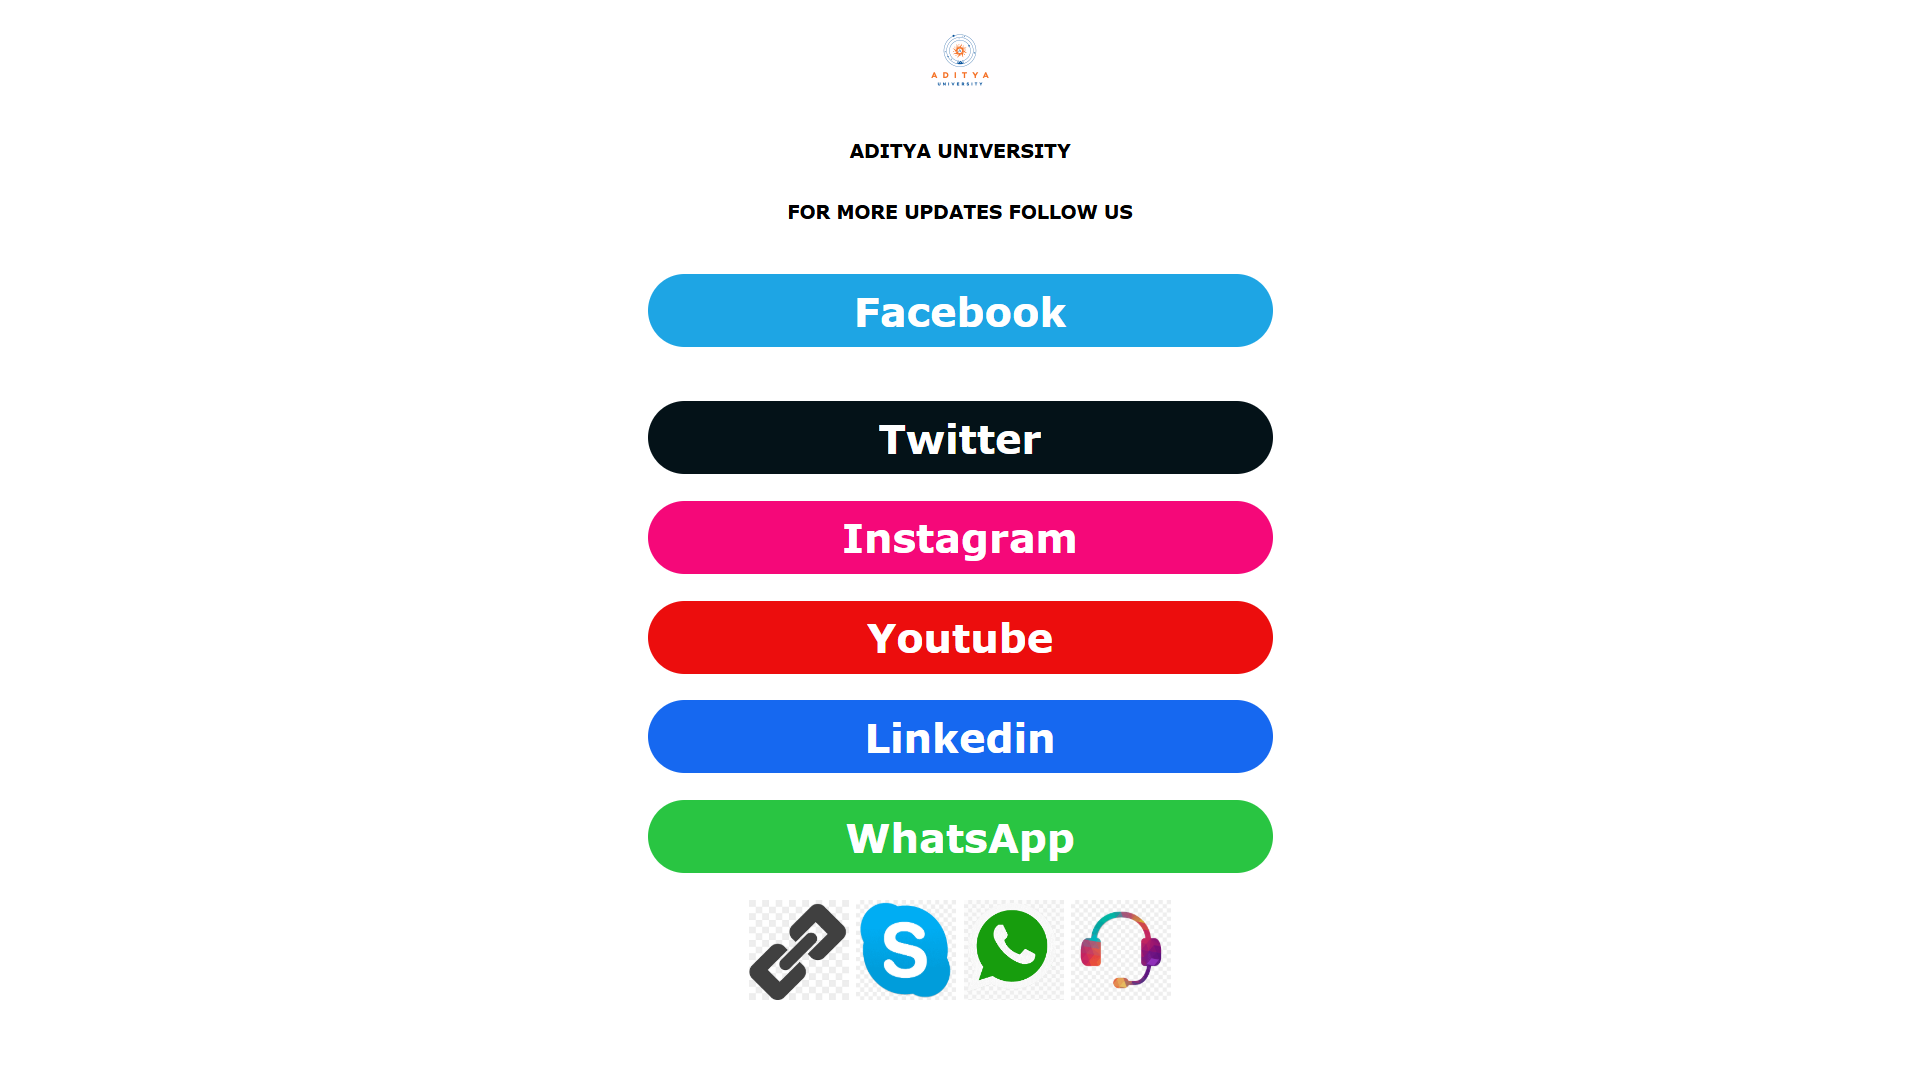 ADITYA
UNIVERSITY
ADITYA UNIVERSITY
FOR MORE UPDATES FOLLOW US
Facebook
Twitter
Instagram
Youtube
Linkedin
WhatsApp